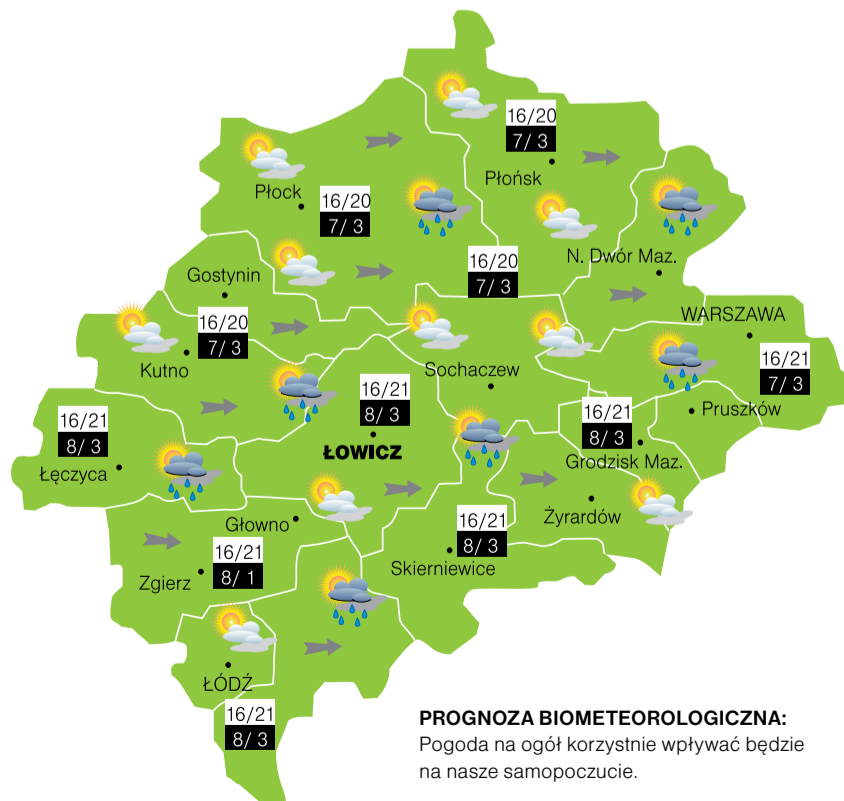 16/20
7/ 3
Płońsk
Płock
16/20
7/ 3
N. Dwór Maz.
16/20
7/ 3
Gostynin
16/20
7/ 3
Kutno
WARSZAWA
16/21
7/ 3
Sochaczew
16/21
8/ 3
ŁOWICZ
Pruszków
16/21
8/ 3
Grodzisk Maz.
16/21
8/ 3
Łęczyca
Żyrardów
Głowno
16/21
8/ 3
Skierniewice
16/21
8/ 1
Zgierz
ŁÓDŹ
16/21
8/ 3
PROGNOZA BIOMETEOROLOGICZNA:
Pogoda na ogół korzystnie wpływać będzie
na nasze samopoczucie.